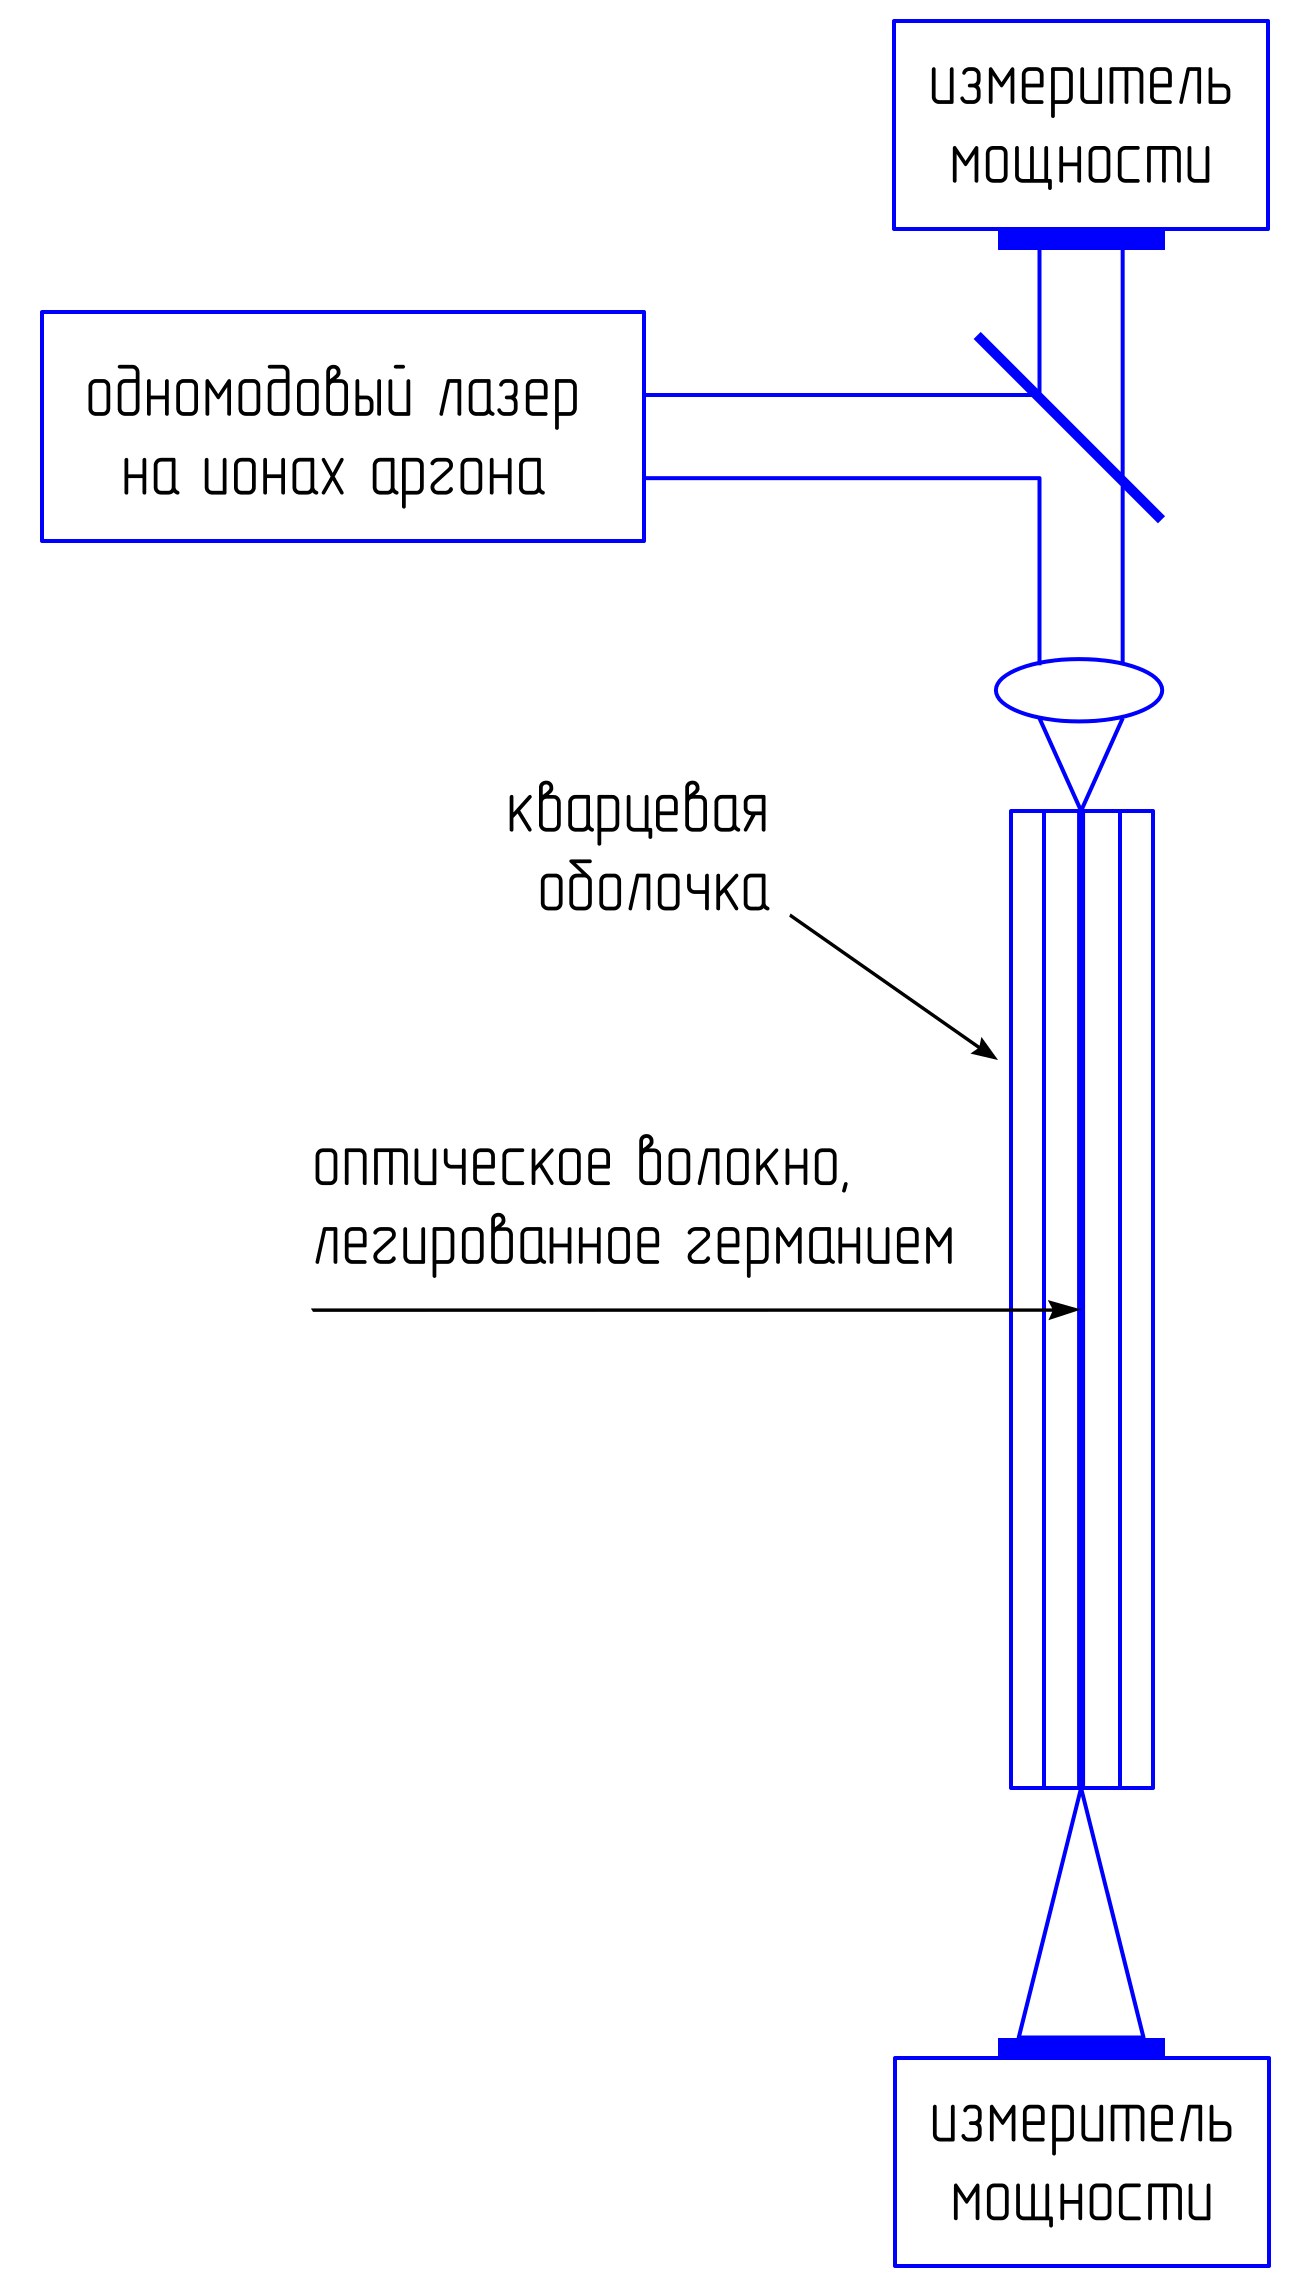 измеритель
мощности
одномодовый лазер
на ионах аргона
кварцевая
оболочка
оптическое волокно,
легированное германием
измеритель
мощности